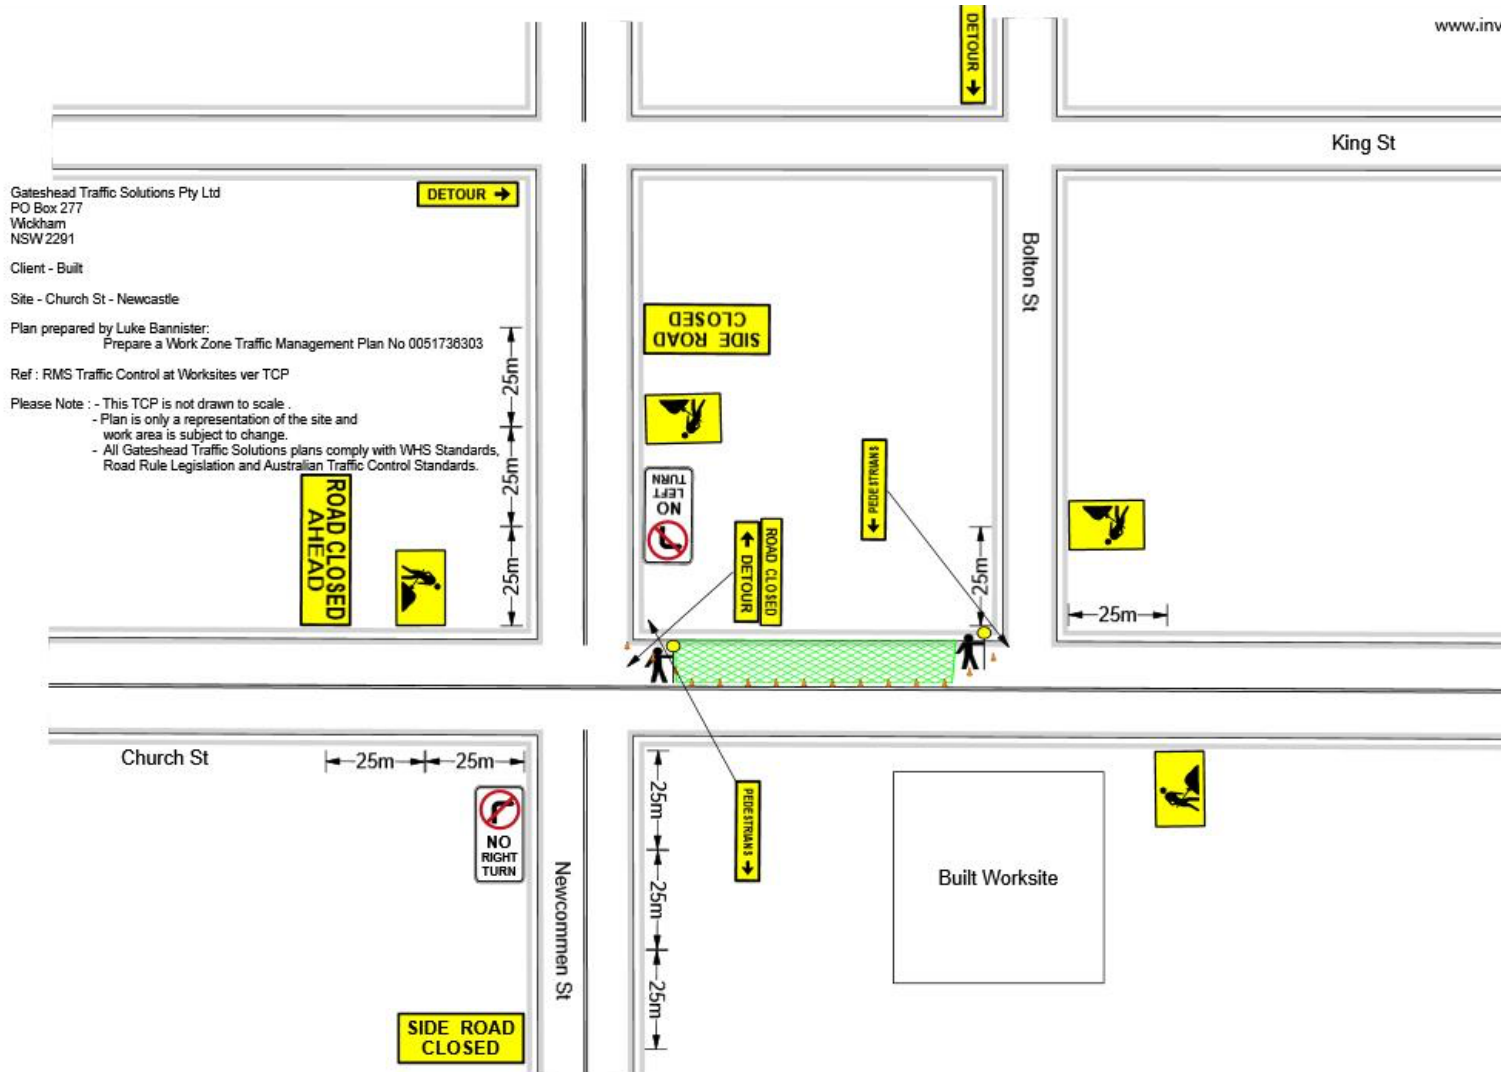 www.inv
DETOUR
King St
Gateshead Traffic Solutions Pty Ltd
PO Box 277
Wickham
NSW 2291
DETOUR
Client - Built
Site - Church St - Newcastle
Plan prepared by Luke Bannister:
Prepare a Work Zone Traffic Management Plan No 0051736303
Ref : RMS Traffic Control at Worksites ver TCP
Please Note : - This TCP is not drawn to scale .
- Plan is only a representation of the site and
work area is subject to change.
- All Gateshead Traffic Solutions plans comply with WHS Standards,
Road Rule Legislation and Australian Traffic Control Standards.
25m
25m
25m
ROAD CLOSED
AHEAD
SIDE ROAD
CLOSED
NO
LEFT
TURN
ROAD CLOSED
DETOUR
PEDESTRIANS
25m
Bolton St
25m
Church St
25m
25m
NO
RIGHT
TURN
SIDE ROAD
CLOSED
Newcommen St
25m
25m
25m
PEDESTRIANS
Built Worksite